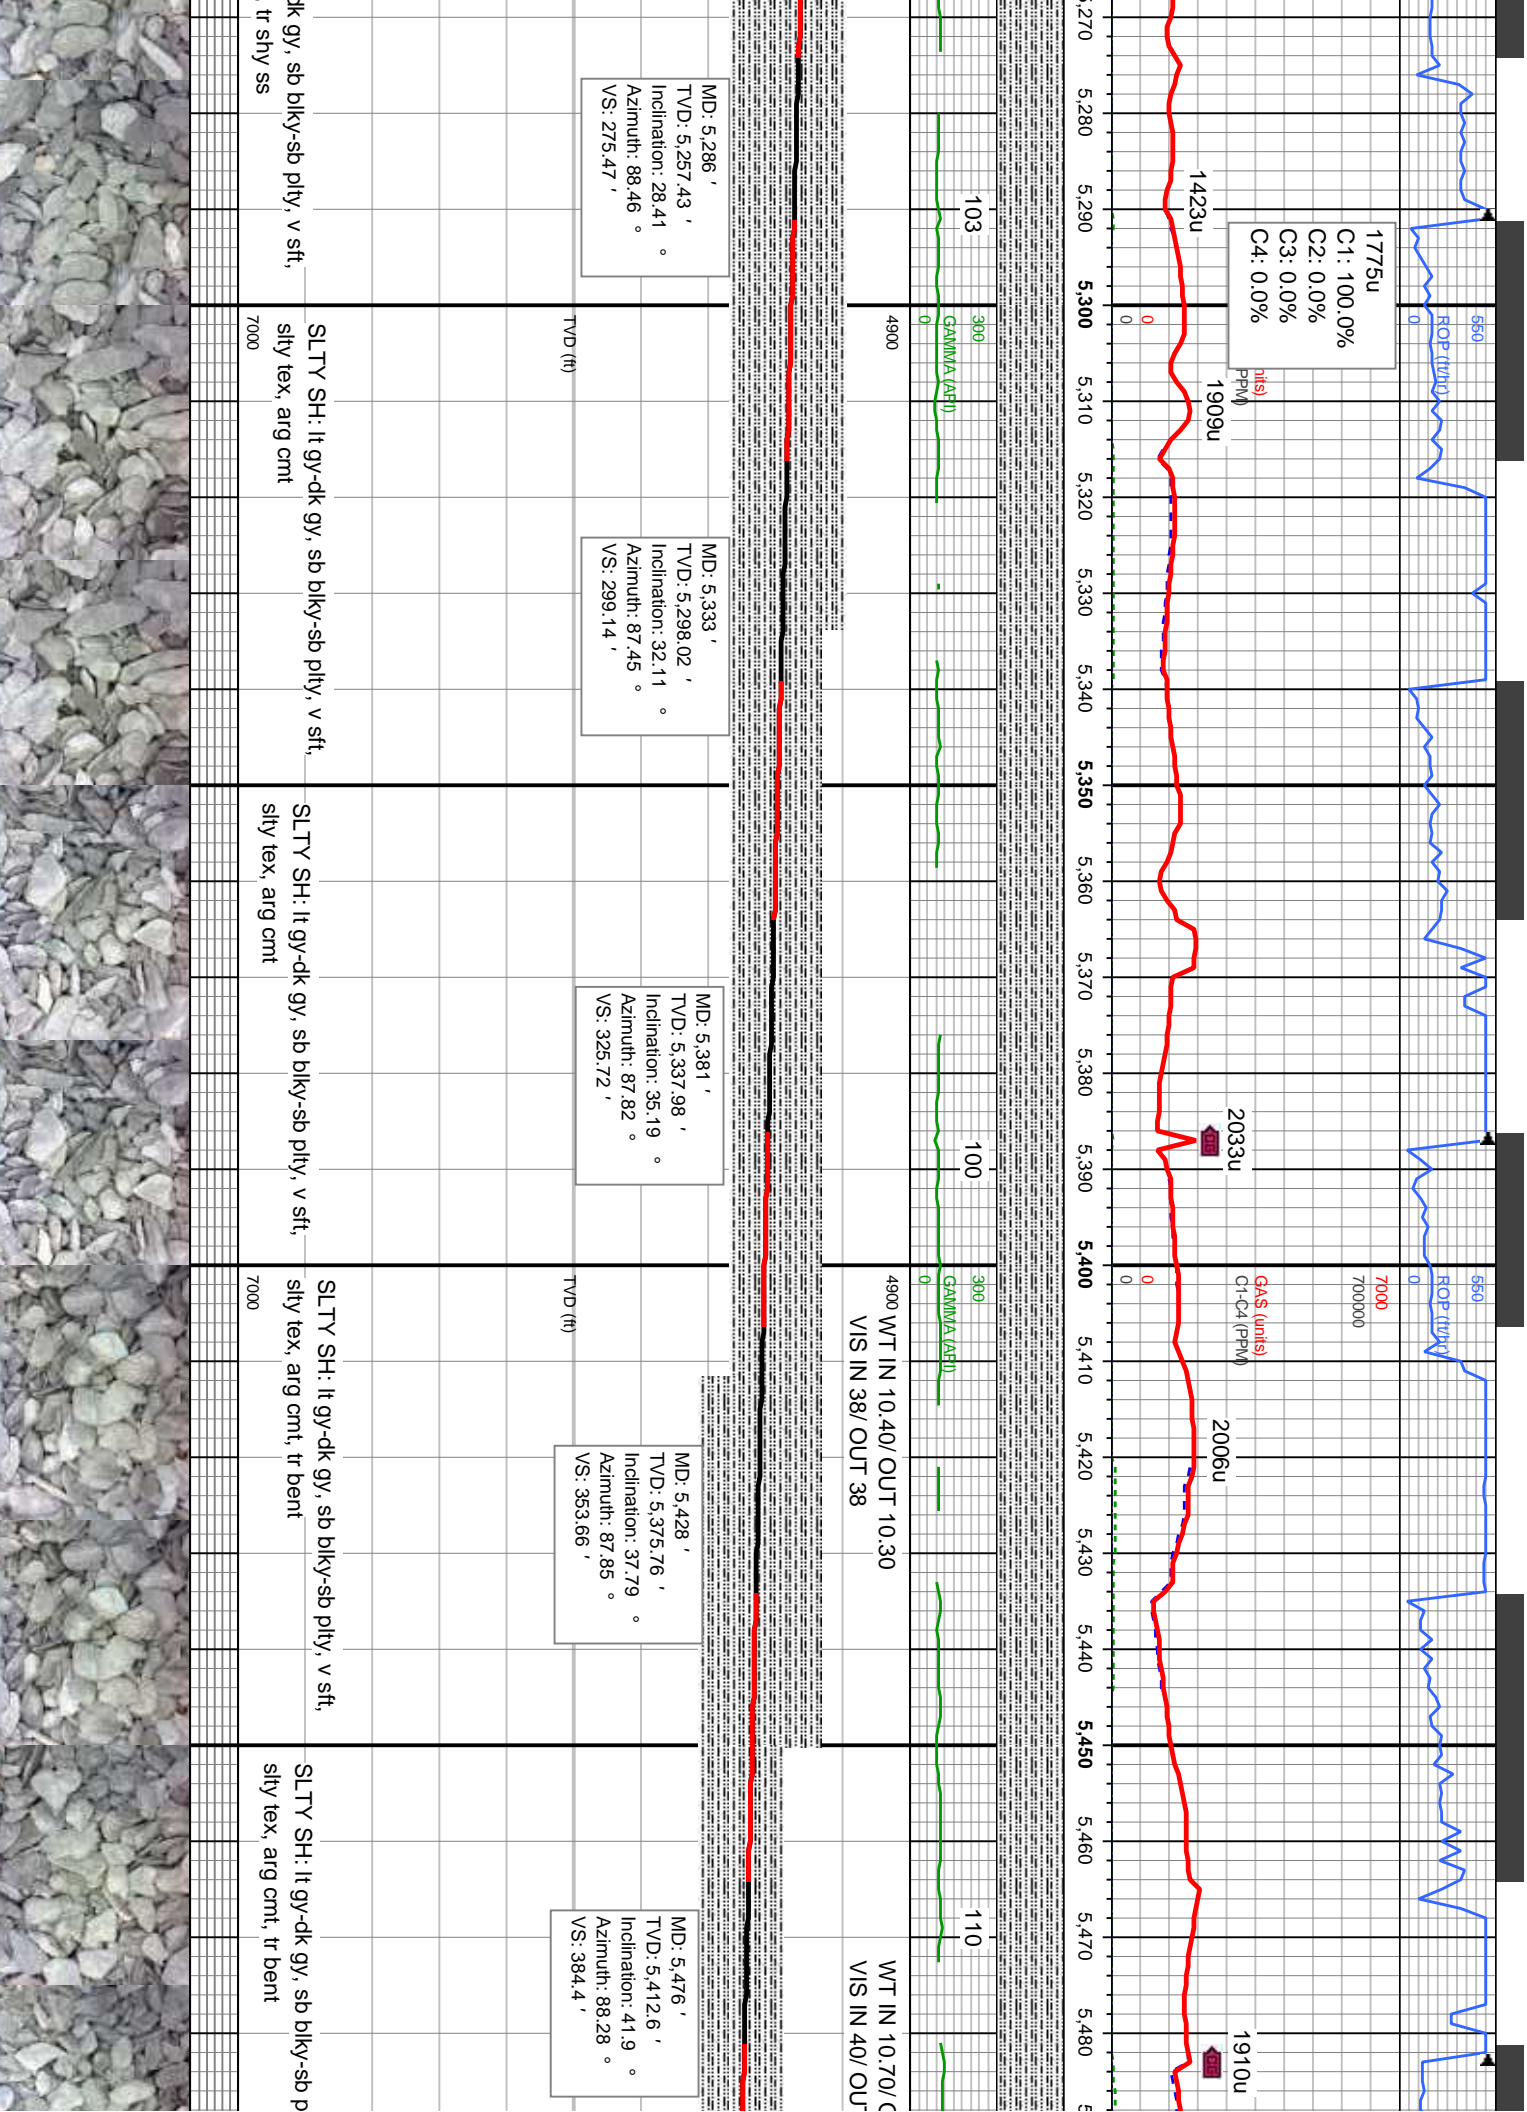 550
ROP (ft/hr)
0
550
ROP (ft/hr)
0
1775u
C1: 100.0%
C2: 0.0%
C3: 0.0%
C4: 0.0%
nits)
PPM)
0
0
7000
700000
GAS (units)
C1-C4 (PPM)
0
0
1423u
1909u
2033u
2006u
1910u
5,270
5,280
5,290
5,300
5,310
5,320
5,330
5,340
5,350
5,360
5,370
5,380
5,390
5,400
5,410
5,420
5,430
5,440
5,450
5,460
5,470
5,480
300
GAMMA (API)
0
300
GAMMA (API)
0
103
100
110
4900
4900
WT IN 10.40/ OUT 10.30
VIS IN 38/ OUT 38
WT IN 10.70/
VIS IN 40/ OUT
MD: 5,286 '
TVD: 5,257.43 '
Inclination: 28.41 °
Azimuth: 88.46 °
VS: 275.47 '
MD: 5,333 '
TVD: 5,298.02 '
Inclination: 32.11 °
Azimuth: 87.45 °
VS: 299.14 '
MD: 5,381 '
TVD: 5,337.98 '
Inclination: 35.19 °
Azimuth: 87.82 °
VS: 325.72 '
MD: 5,428 '
TVD: 5,375.76 '
Inclination: 37.79 °
Azimuth: 87.85 °
VS: 353.66 '
MD: 5,476 '
TVD: 5,412.6 '
Inclination: 41.9 °
Azimuth: 88.28 °
VS: 384.4 '
TVD (ft)
TVD (ft)
7000
7000
dk gy, sb blky-sb plty, v sft,
, tr shy ss
SLTY SH: lt gy-dk gy, sb blky-sb plty, v sft,
slty tex, arg cmt
SLTY SH: lt gy-dk gy, sb blky-sb plty, v sft,
slty tex, arg cmt
SLTY SH: lt gy-dk gy, sb blky-sb plty, v sft,
slty tex, arg cmt, tr bent
SLTY SH: lt gy-dk gy, sb blky-sb p
slty tex, arg cmt, tr bent